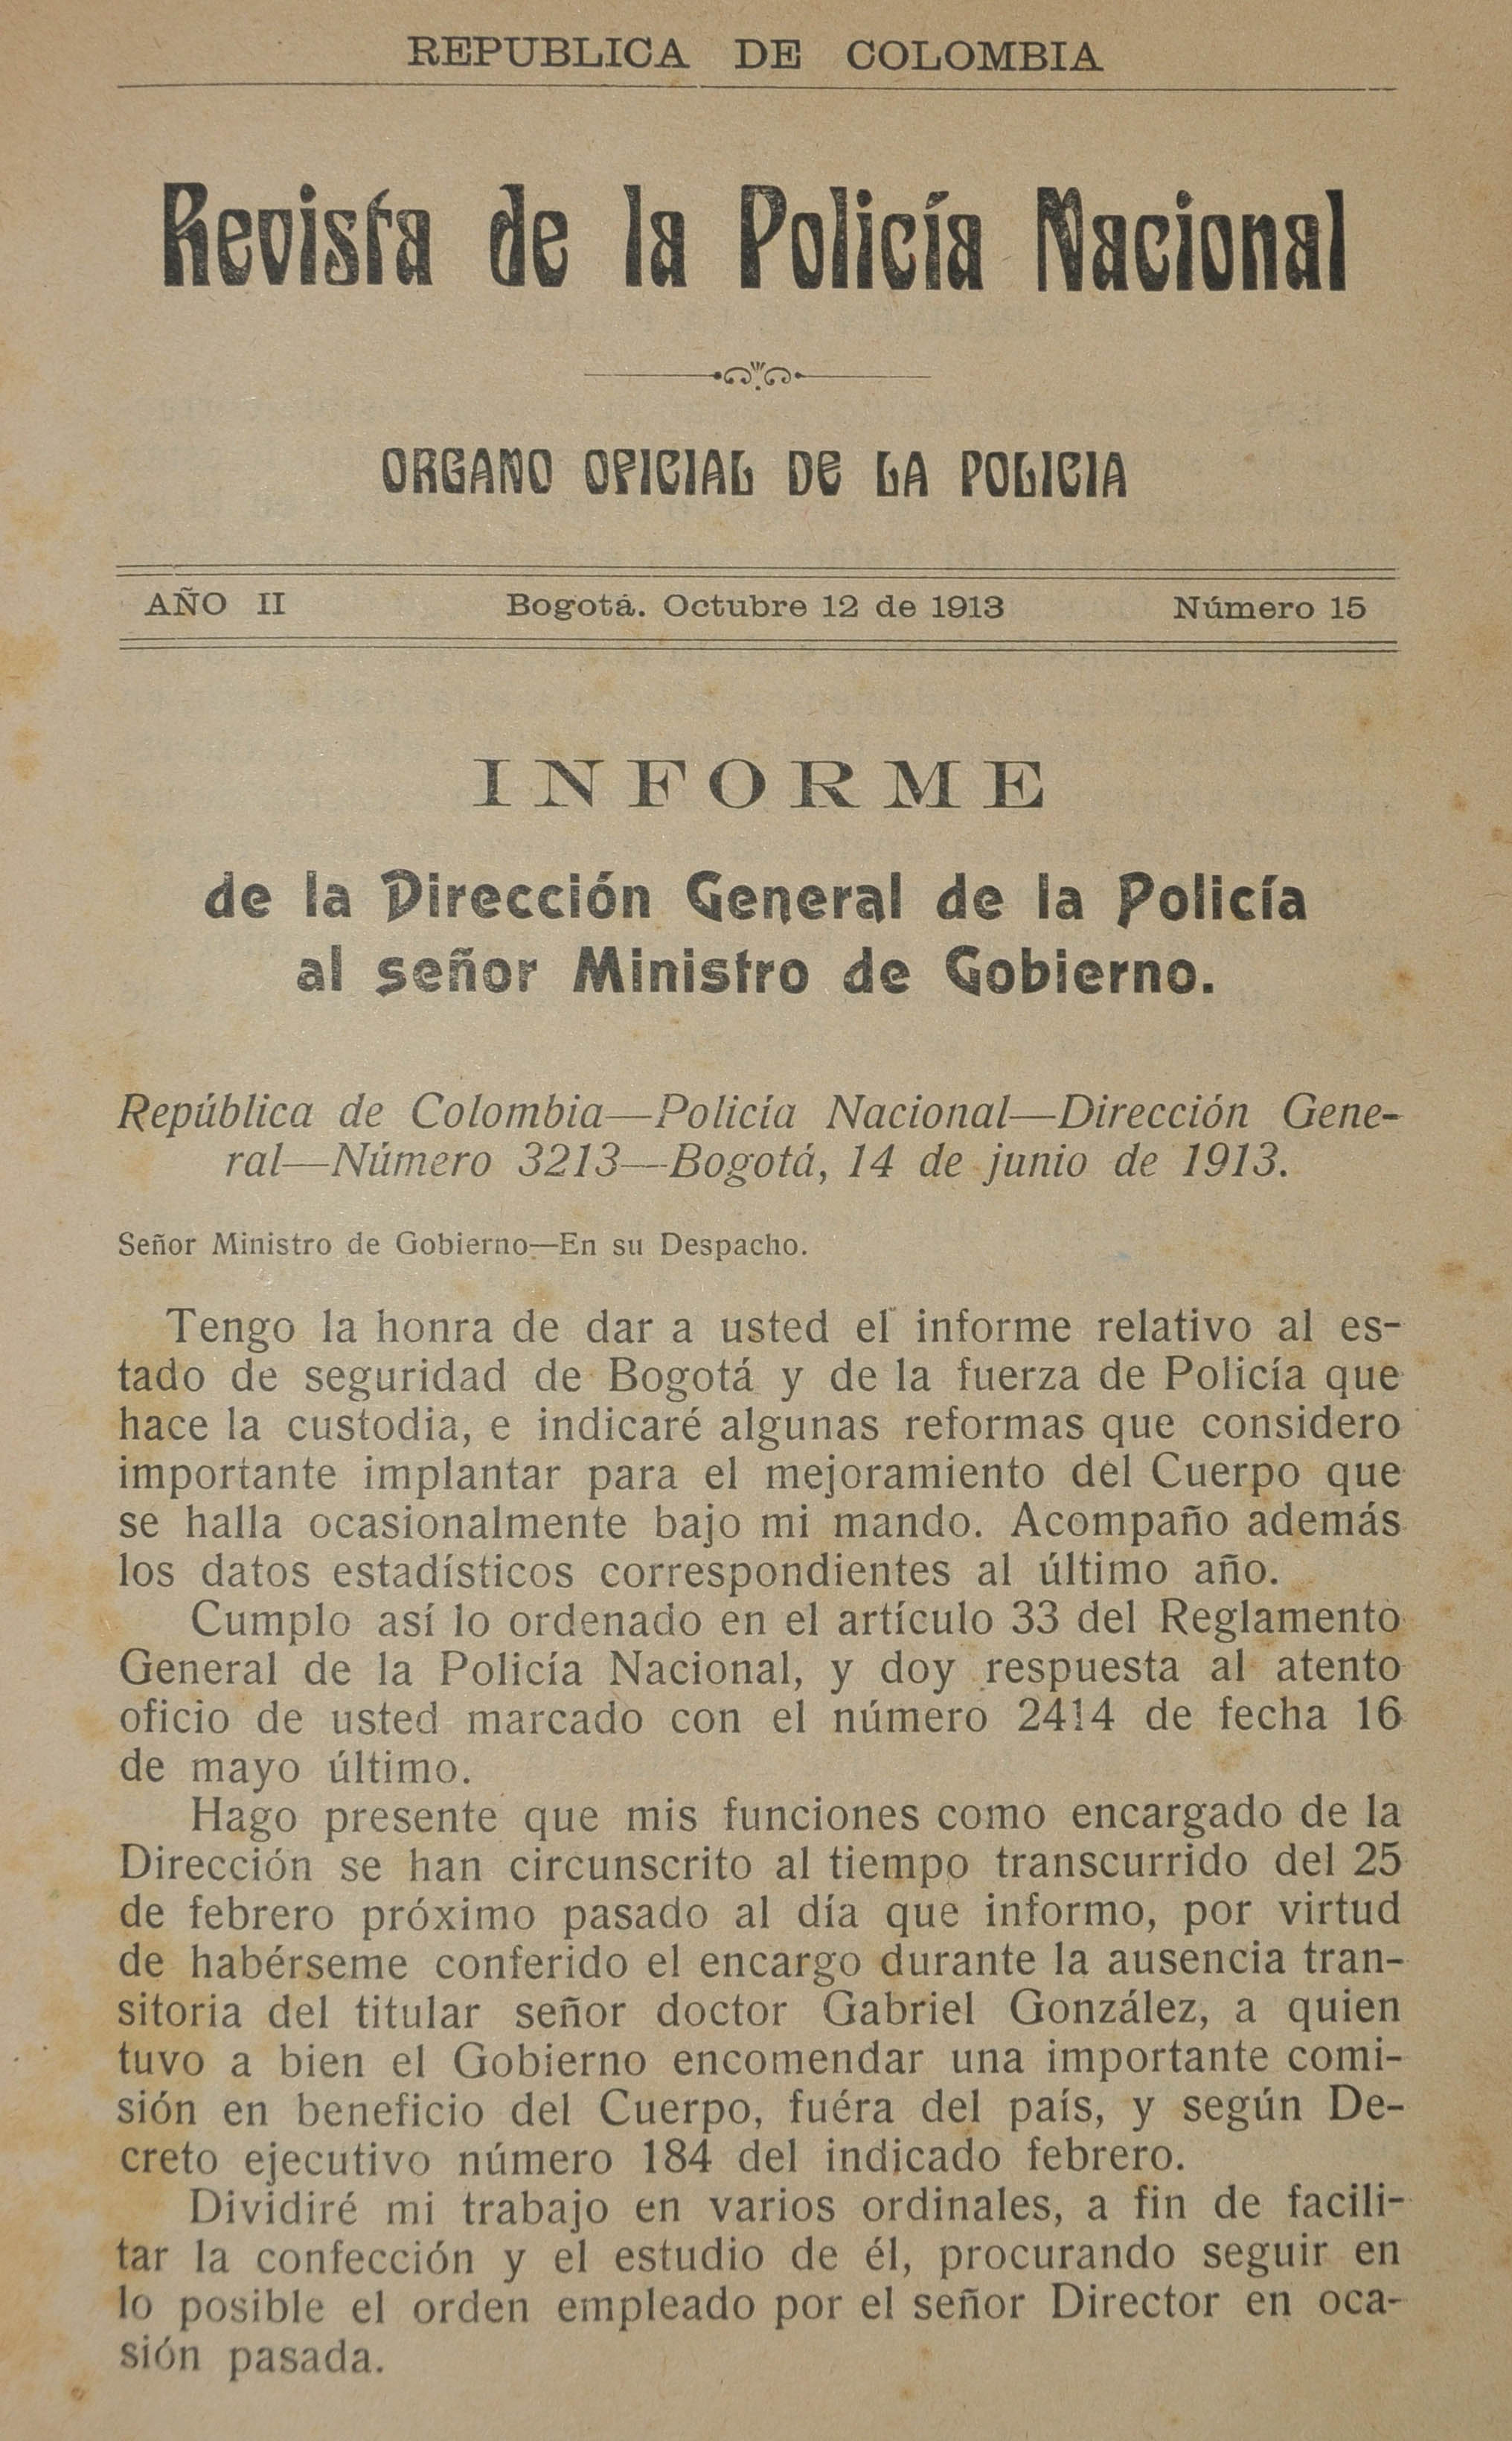 REPUBLICA DE COLOMBIA
Revista de la Policía Nacional
ORGANO OFICIAL DE LA POLICIA
AÑO II Bogotá. Octubre 12 de 1913 Número 15
INFORME
de la Dirección General de la Policía
al señor Ministro de Gobierno.
República de Colombia—Policía Nacional—Dirección Gene-
ral—Número 3213—Bogotá, 14 de junio de 1913.
Señor Ministro de Gobierno—En su Despacho.
Tengo la honra de dar a usted el informe relativo al es-
tado de seguridad de Bogotá y de la fuerza de Policía que
hace la custodia, e indicaré algunas reformas que considero
importante implantar para el mejoramiento del Cuerpo que
se halla ocasionalmente bajo mi mando. Acompaño además
los datos estadísticos correspondientes al último año.
Cumplo así lo ordenado en el artículo 33 del Reglamento
General de la Policía Nacional, y doy respuesta al atento
oficio de usted marcado con el número 2414 de fecha 16
de mayo último.
Hago presente que mis funciones como encargado de la
Dirección se han circunscrito al tiempo transcurrido del 25
de febrero próximo pasado al día que informo, por virtud
de habérseme conferido el encargo durante la ausencia tran-
sitoria del titular señor doctor Gabriel González, a quien
tuvo a bien el Gobierno encomendar una importante comi-
sión en beneficio del Cuerpo, fuéra del país, y según De-
creto ejecutivo número 184 del indicado febrero.
Dividiré mi trabajo en varios ordinales, a fin de facili-
tar la confección y el estudio de él, procurando seguir en
lo posible el orden empleado por el señor Director en oca-
sión pasada.